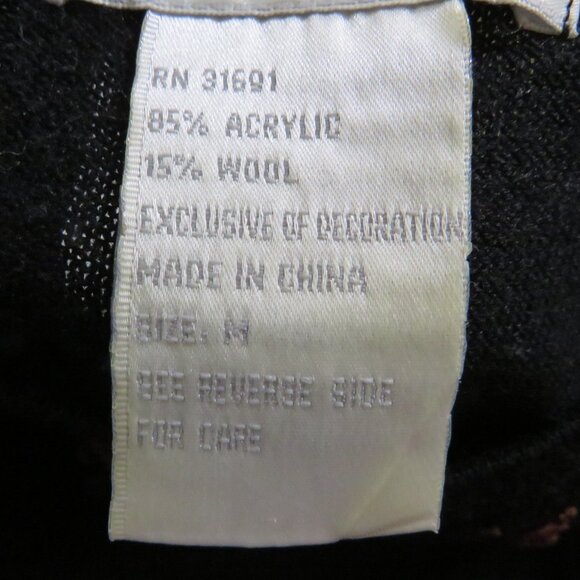 RN 31691
85% ACRYLIC
15% WOOL
EXCLUSIVE OF DECORATION
MADE IN CHINA
SIZE: M
SEE REVERSE SIDE
FOR CARE